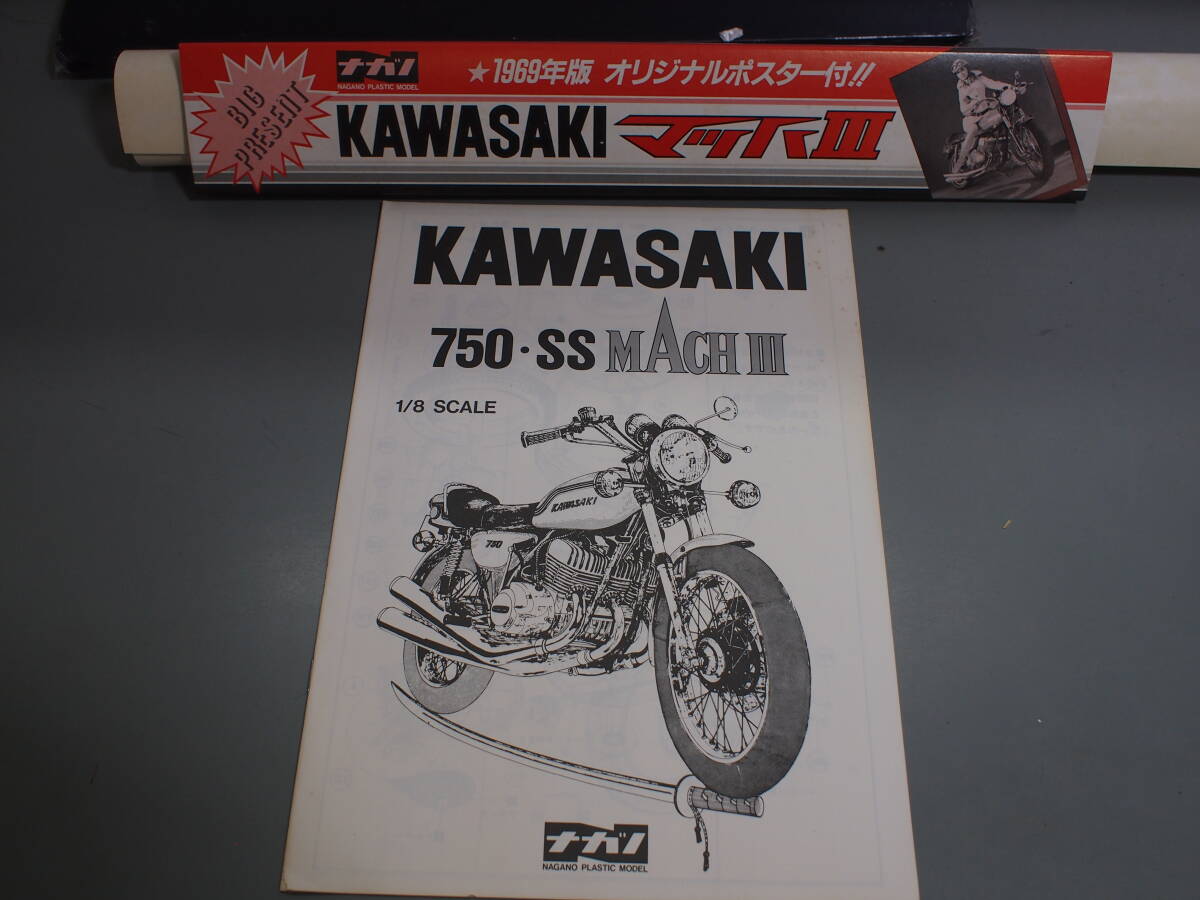 BIG
PRESENT
ナガノ
NAGANO PLASTIC MODEL
★1969年版 オリジナルポスター付!!
KAWASAKI マッハIII
KAWASAKI
750・SS MACH III
1/8 SCALE
KAWASAKI
750
ナガノ
NAGANO PLASTIC MODEL